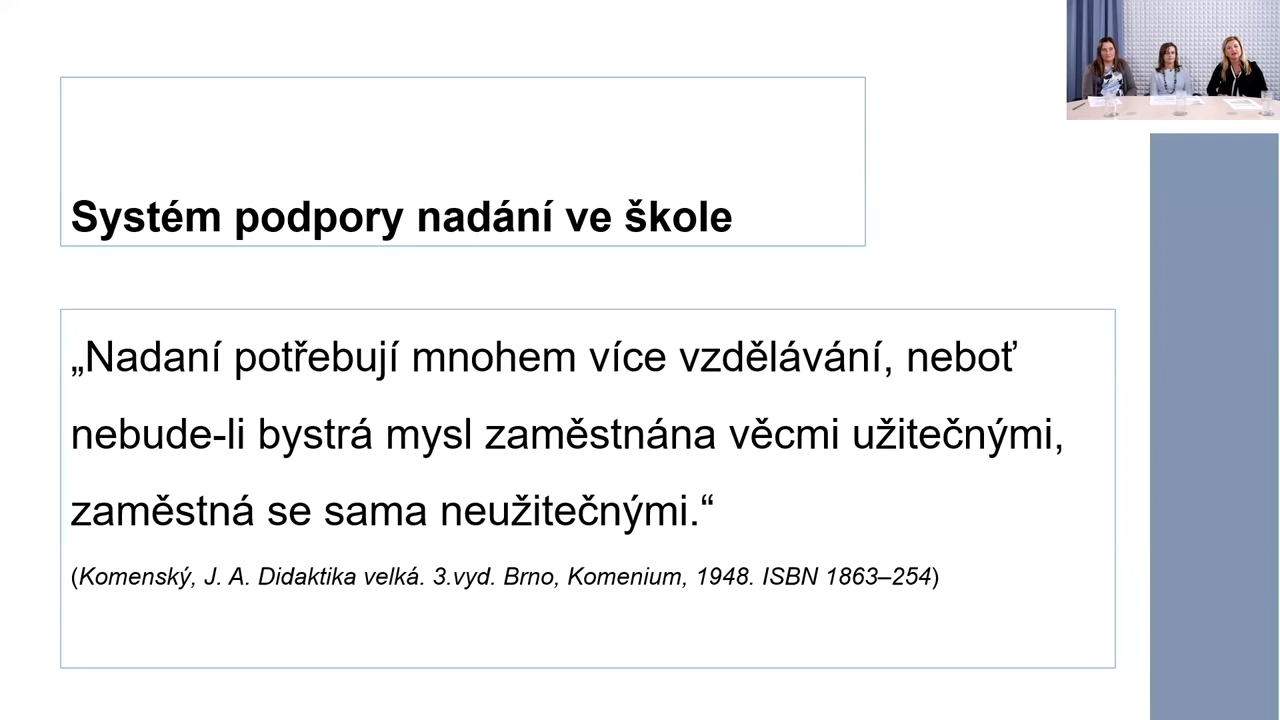 Systém podpory nadání ve škole
„Nadaní potřebují mnohem více vzdělávání, neboť
nebude-li bystrá mysl zaměstnána věcmi užitečnými,
zaměstná se sama neužitečnými.“
(Komenský, J. A. Didaktika velká. 3.vyd. Brno, Komenium, 1948. ISBN 1863–254)